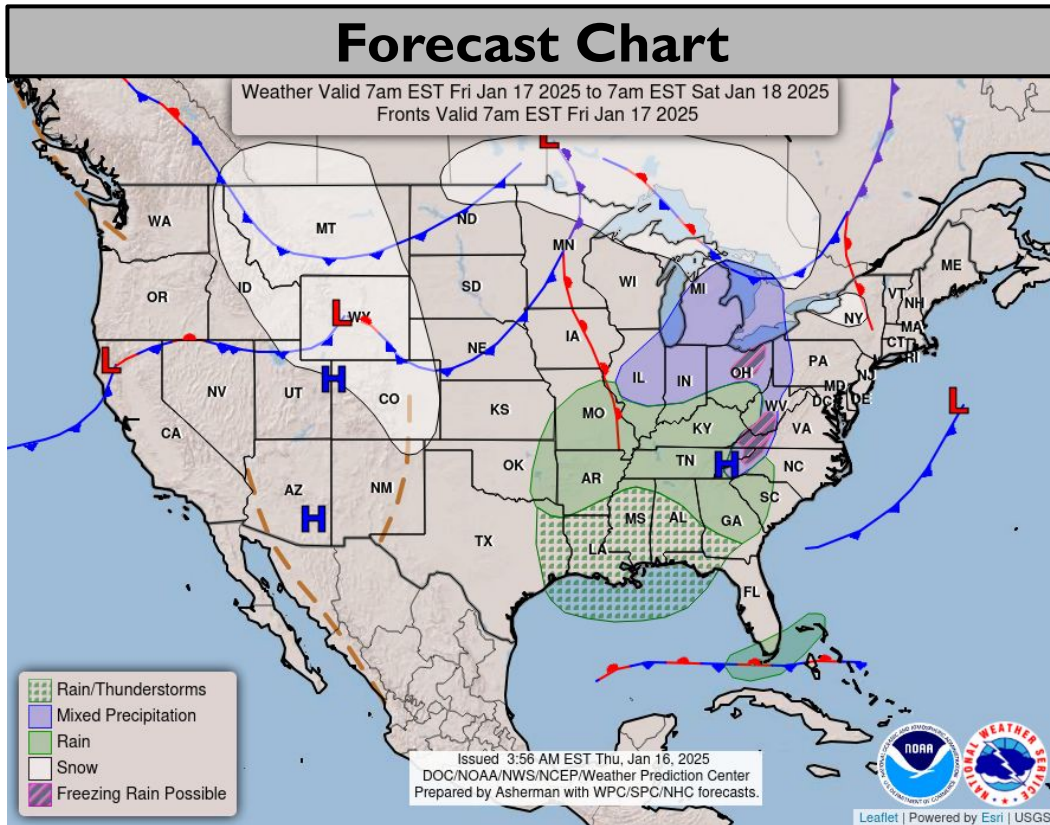 Forecast Chart
Weather Valid 7am EST Fri Jan 17 2025 to 7am EST Sat Jan 18 2025
Fronts Valid 7am EST Fri Jan 17 2025
L
WA
MT
ND
MN
ME
OR
ID
SD
WI
MI
VT
NH
L
WY
IA
NY
MA
CT
RI
L
NE
PA
NJ
H
NV
UT
CO
IL
IN
OH
MD
DE
DC
L
WV
CA
KS
MO
KY
VA
AZ
NM
OK
AR
TN
H
NC
SC
H
TX
LA
MS
AL
GA
FL
Rain/Thunderstorms
Mixed Precipitation
Rain
Snow
Freezing Rain Possible
Issued 3:56 AM EST Thu, Jan 16, 2025
DOC/NOAA/NWS/NCEP/Weather Prediction Center
Prepared by Asherman with WPC/SPC/NHC forecasts.
NOAA
NATIONAL WEATHER SERVICE
Leaflet | Powered by Esri | USGS